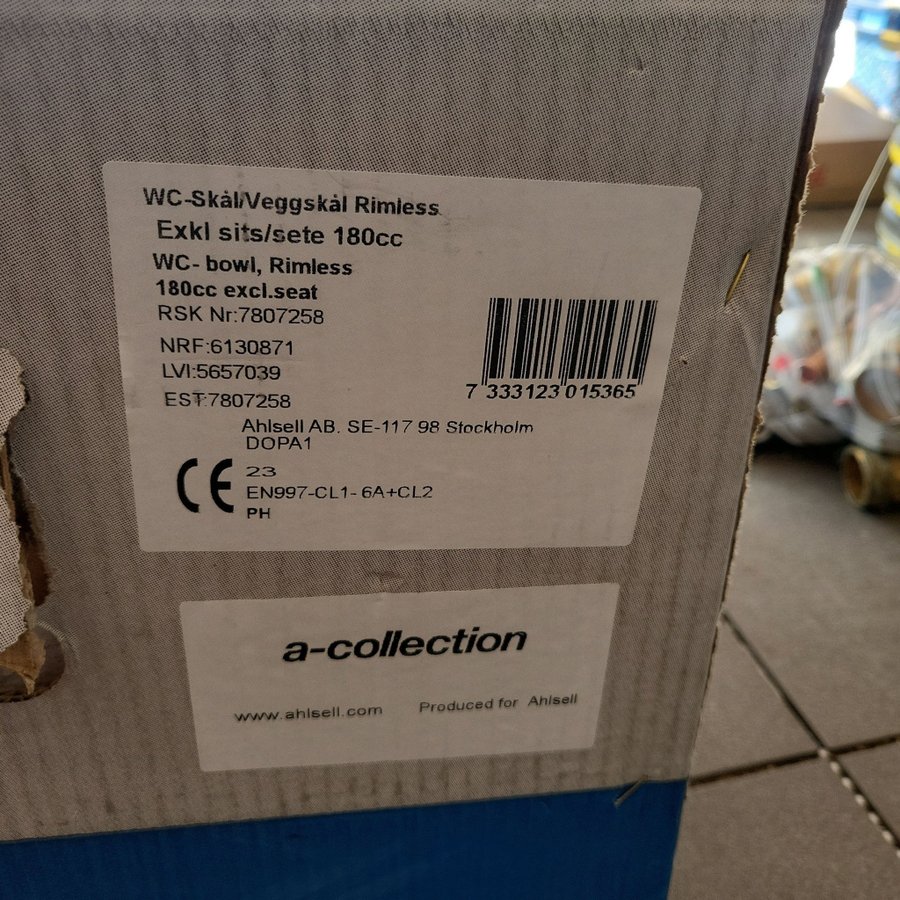 WC-Skål/Veggskål Rimless
Exkl sits/sete 180cc
WC- bowl, Rimless
180cc excl.seat
RSK Nr:7807258
NRF:6130871
LVI:5657039
EST:7807258
7 333123 015365
Ahlsell AB. SE-117 98 Stockholm
DOPA1
CE 23
EN997-CL1- 6A+CL2
PH
a-collection
www.ahlsell.com Produced for Ahlsell